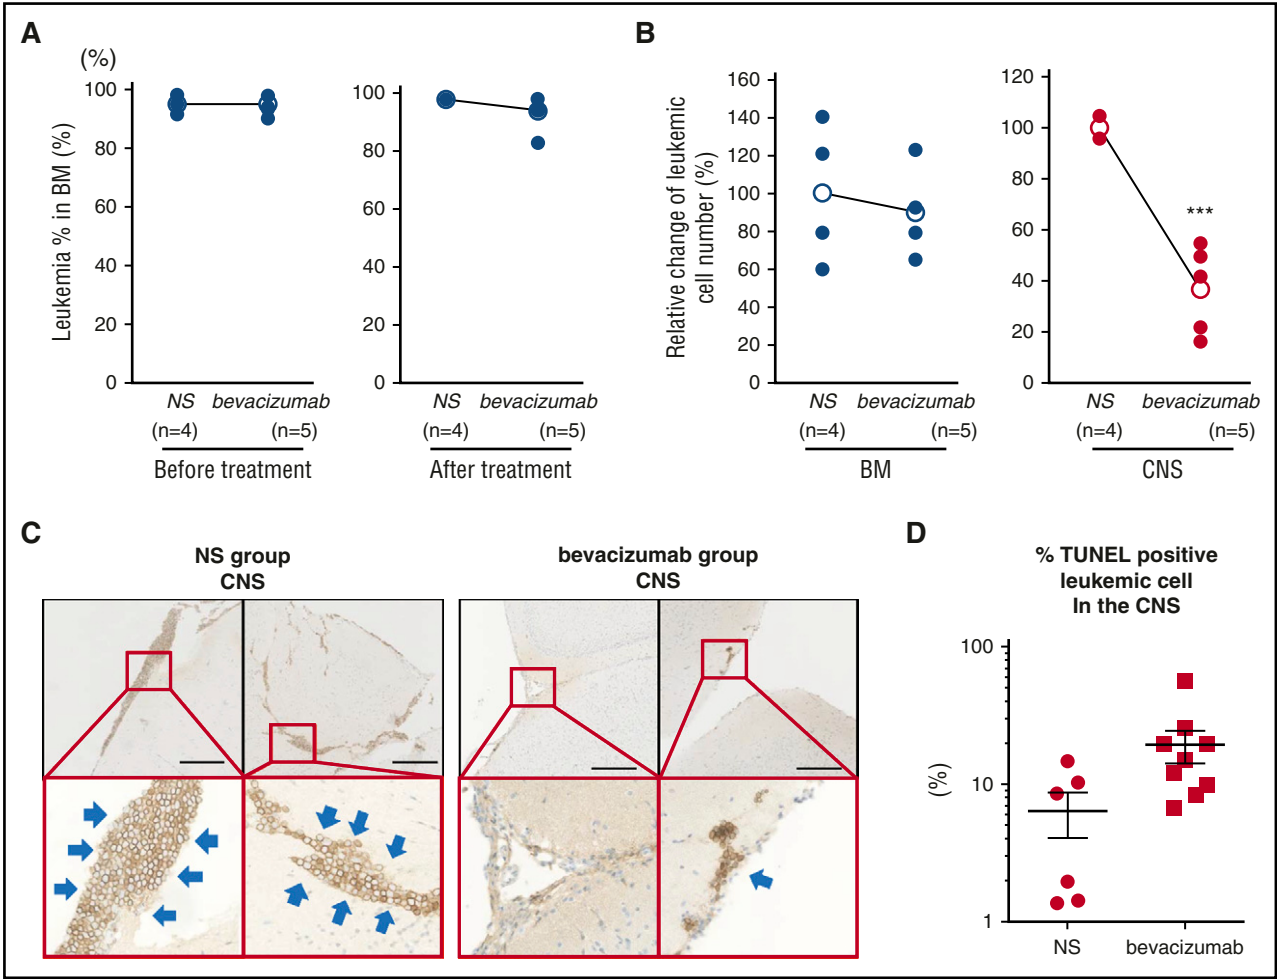 A
(%)
Leukemia % in BM (%)
100
80
60
40
20
0
NS bevacizumab
(n=4) (n=5)
Before treatment
100
80
60
40
20
0
NS bevacizumab
(n=4) (n=5)
After treatment
B
Relative change of leukemic
cell number (%)
160
140
120
100
80
60
40
20
0
NS bevacizumab
(n=4) (n=5)
BM
120
100
80
60
40
20
0
***
NS bevacizumab
(n=4) (n=5)
CNS
C
NS group
CNS
bevacizumab group
CNS
D
% TUNEL positive
leukemic cell
In the CNS
(%)
100
10
1
NS bevacizumab